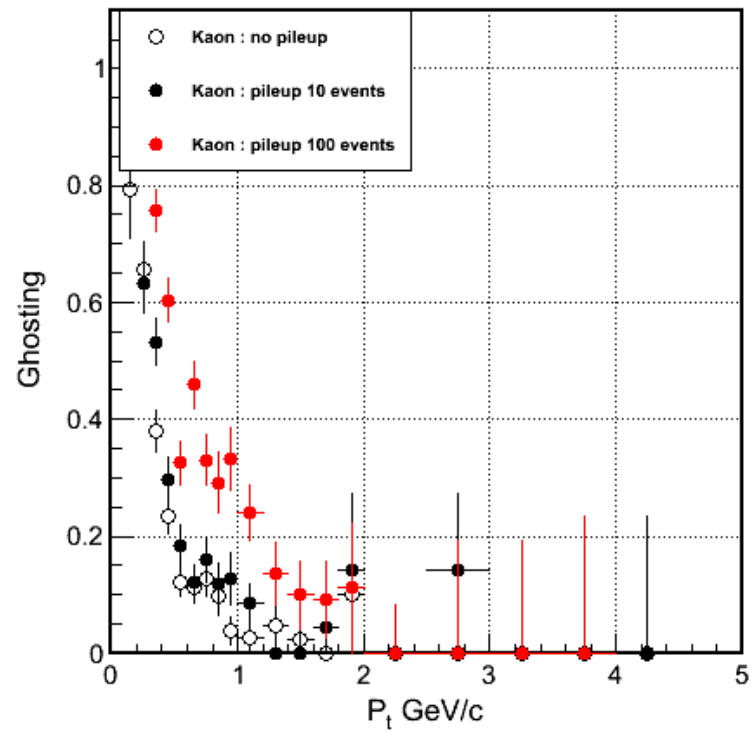 Kaon : no pileup
Kaon : pileup 10 events
Kaon : pileup 100 events
1
0.8
0.6
0.4
0.2
0
Ghosting
0 1 2 3 4 5
Pt GeV/c